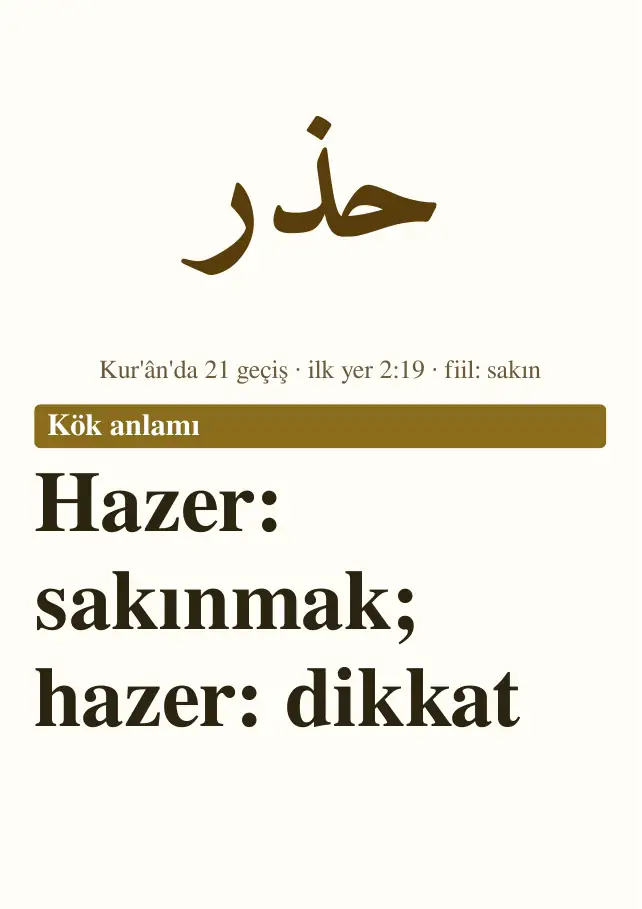 حذر
Kur'ân'da 21 geçiş · ilk yer 2:19 · fiil: sakın
Kök anlamı
Hazer:
sakınmak;
hazer: dikkat